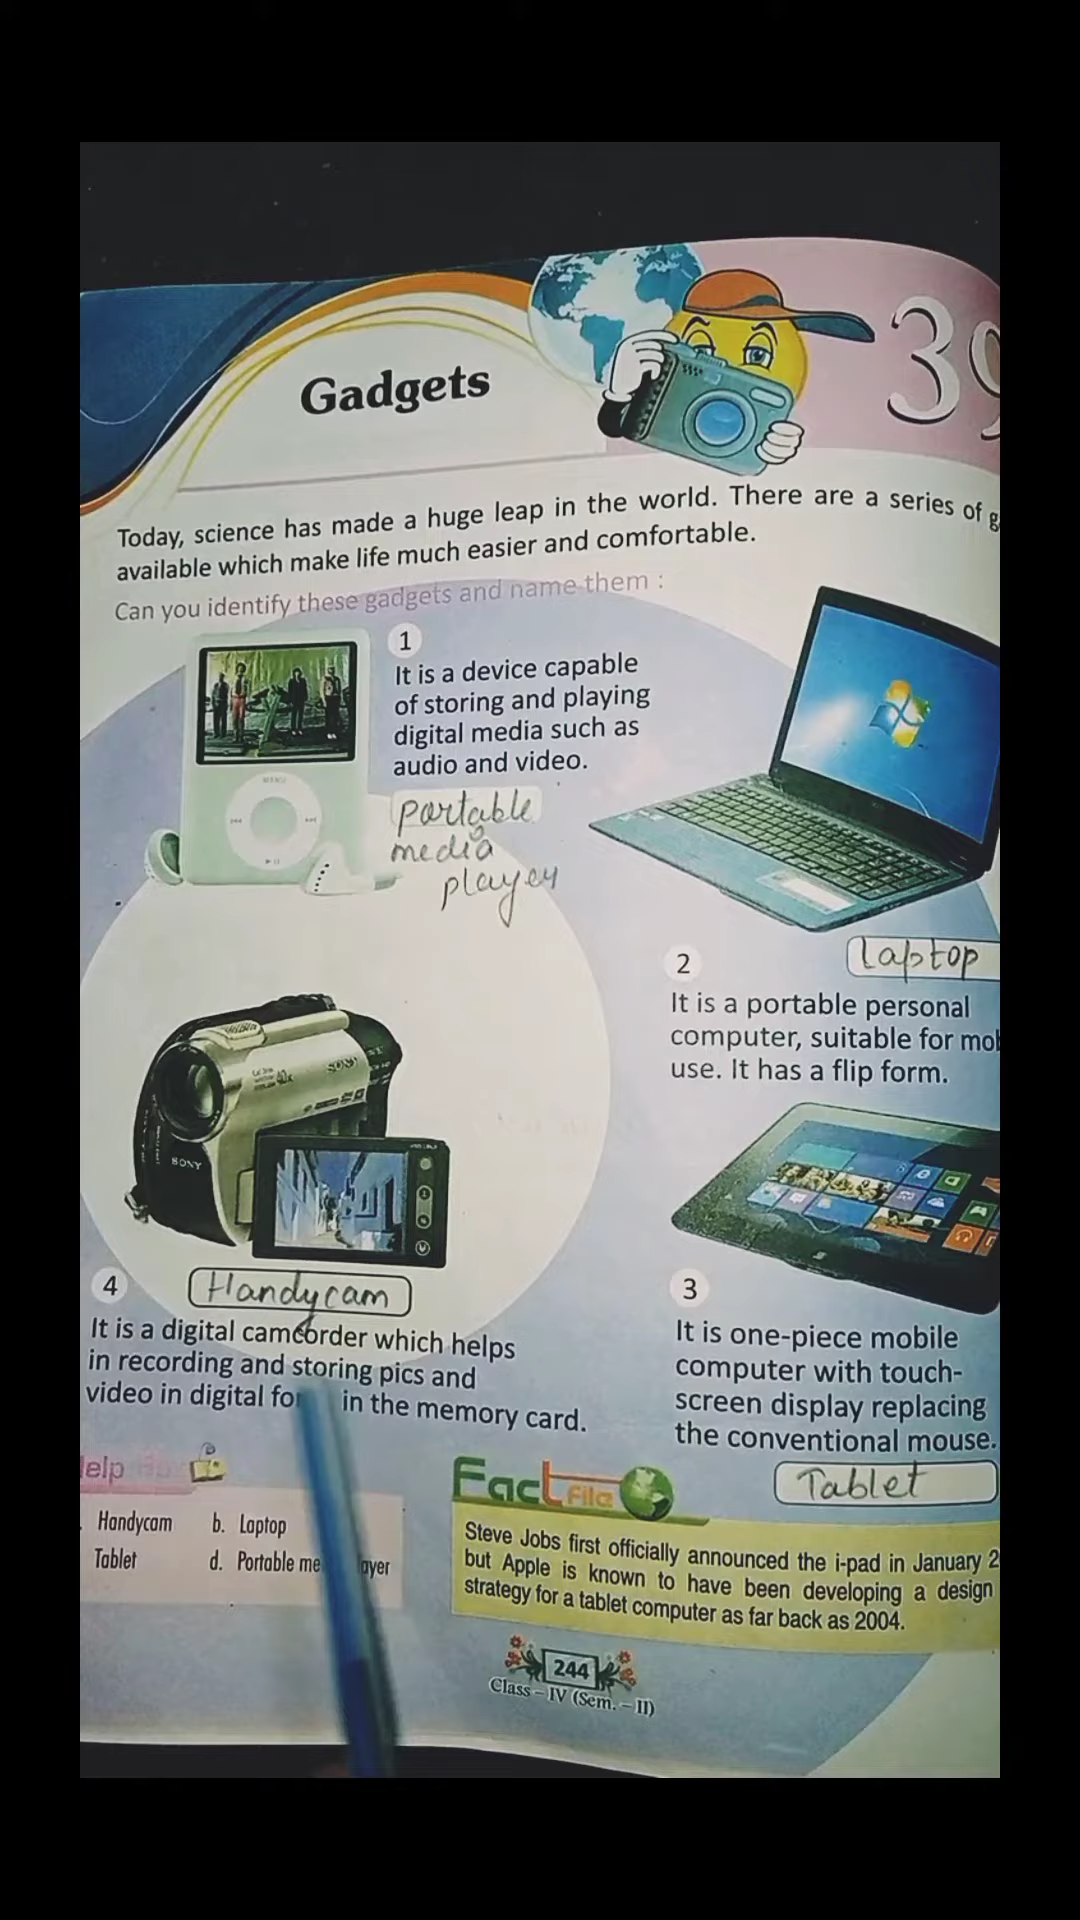 Gadgets
39
Today, science has made a huge leap in the world. There are a series of g
available which make life much easier and comfortable.
Can you identify these gadgets and name them :
1
It is a device capable
of storing and playing
digital media such as
audio and video.
portable
media
player
MENU
Laptop
2
It is a portable personal
computer, suitable for mob
use. It has a flip form.
SONY
40x
SONY
4
Handycam
It is a digital camcorder which helps
in recording and storing pics and
video in digital fo in the memory card.
3
It is one-piece mobile
computer with touch-
screen display replacing
the conventional mouse.
Tablet
elp
Handycam b. Laptop
Tablet d. Portable me ayer
Fact File
Steve Jobs first officially announced the i-pad in January 2
but Apple is known to have been developing a design
strategy for a tablet computer as far back as 2004.
244
Class – IV (Sem. – II)